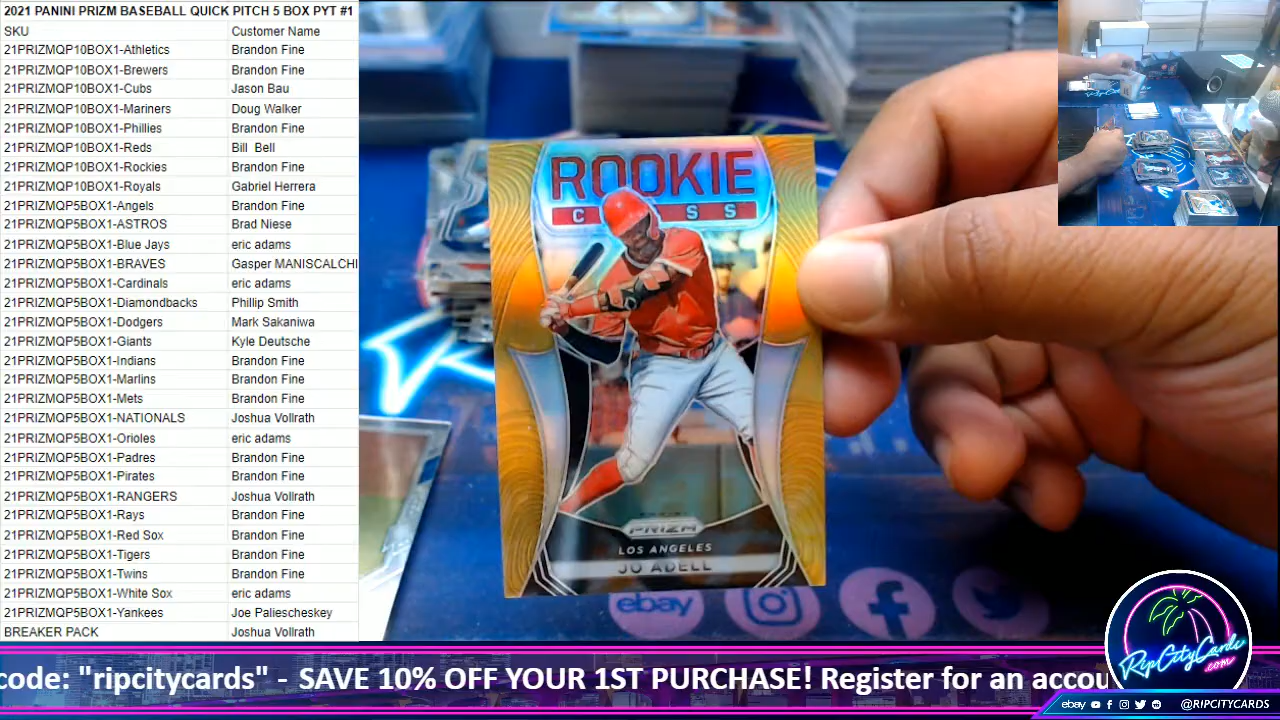 2021 PANINI PRIZM BASEBALL QUICK PITCH 5 BOX PYT #1
SKU Customer Name
21PRIZMQP10BOX1-Athletics Brandon Fine
21PRIZMQP10BOX1-Brewers Brandon Fine
21PRIZMQP10BOX1-Cubs Jason Bau
21PRIZMQP10BOX1-Mariners Doug Walker
21PRIZMQP10BOX1-Phillies Brandon Fine
21PRIZMQP10BOX1-Reds Bill Bell
21PRIZMQP10BOX1-Rockies Brandon Fine
21PRIZMQP10BOX1-Royals Gabriel Herrera
21PRIZMQP5BOX1-Angels Brandon Fine
21PRIZMQP5BOX1-ASTROS Brad Niese
21PRIZMQP5BOX1-Blue Jays eric adams
21PRIZMQP5BOX1-BRAVES Gasper MANISCALCHI
21PRIZMQP5BOX1-Cardinals eric adams
21PRIZMQP5BOX1-Diamondbacks Phillip Smith
21PRIZMQP5BOX1-Dodgers Mark Sakaniwa
21PRIZMQP5BOX1-Giants Kyle Deutsche
21PRIZMQP5BOX1-Indians Brandon Fine
21PRIZMQP5BOX1-Marlins Brandon Fine
21PRIZMQP5BOX1-Mets Brandon Fine
21PRIZMQP5BOX1-NATIONALS Joshua Vollrath
21PRIZMQP5BOX1-Orioles eric adams
21PRIZMQP5BOX1-Padres Brandon Fine
21PRIZMQP5BOX1-Pirates Brandon Fine
21PRIZMQP5BOX1-RANGERS Joshua Vollrath
21PRIZMQP5BOX1-Rays Brandon Fine
21PRIZMQP5BOX1-Red Sox Brandon Fine
21PRIZMQP5BOX1-Tigers Brandon Fine
21PRIZMQP5BOX1-Twins Brandon Fine
21PRIZMQP5BOX1-White Sox eric adams
21PRIZMQP5BOX1-Yankees Joe Paliescheskey
BREAKER PACK Joshua Vollrath
ROOKIE
C SS
PANINI
PRIZM
LOS ANGELES
JO ADELL
ebay
RipCityCards
.com
code: "ripcitycards" - SAVE 10% OFF YOUR 1ST PURCHASE! Register for an accou
ebay @RIPCITYCARDS